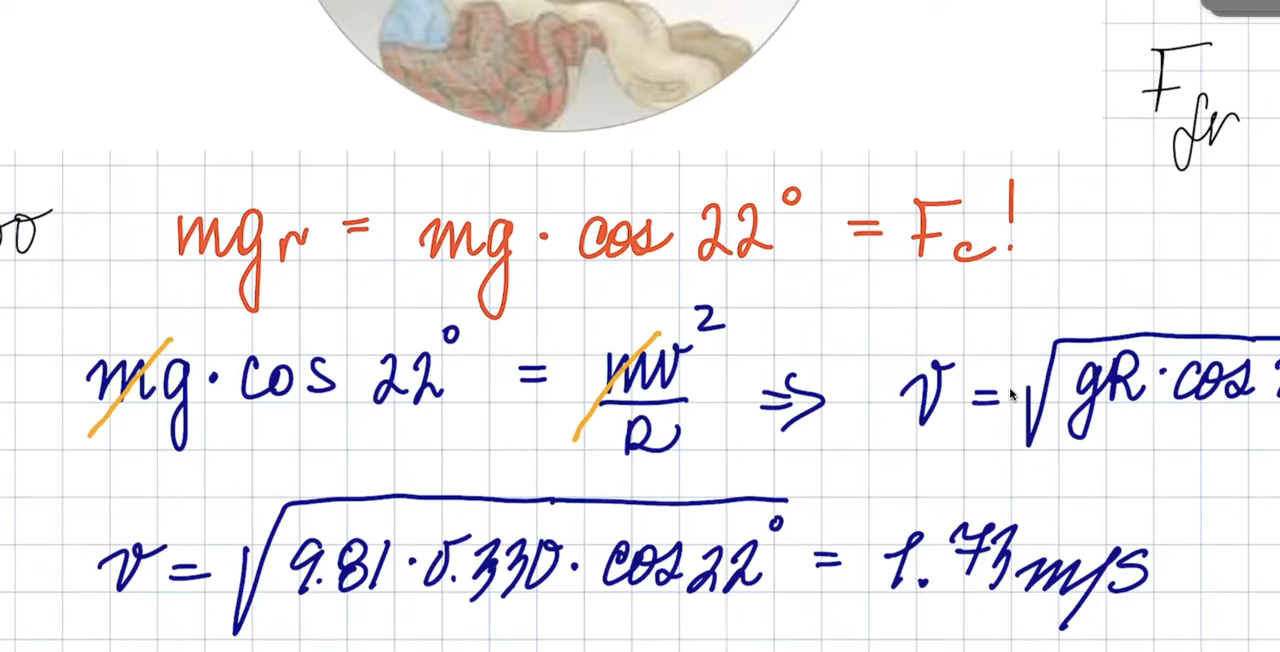 F_fr
mg_r = mg · cos 22° = F_c!
mg · cos 22° = mv²/R ⇒ v = √gR · cos
v = √9.81 · 0.330 · cos 22° = 1.73 m/s